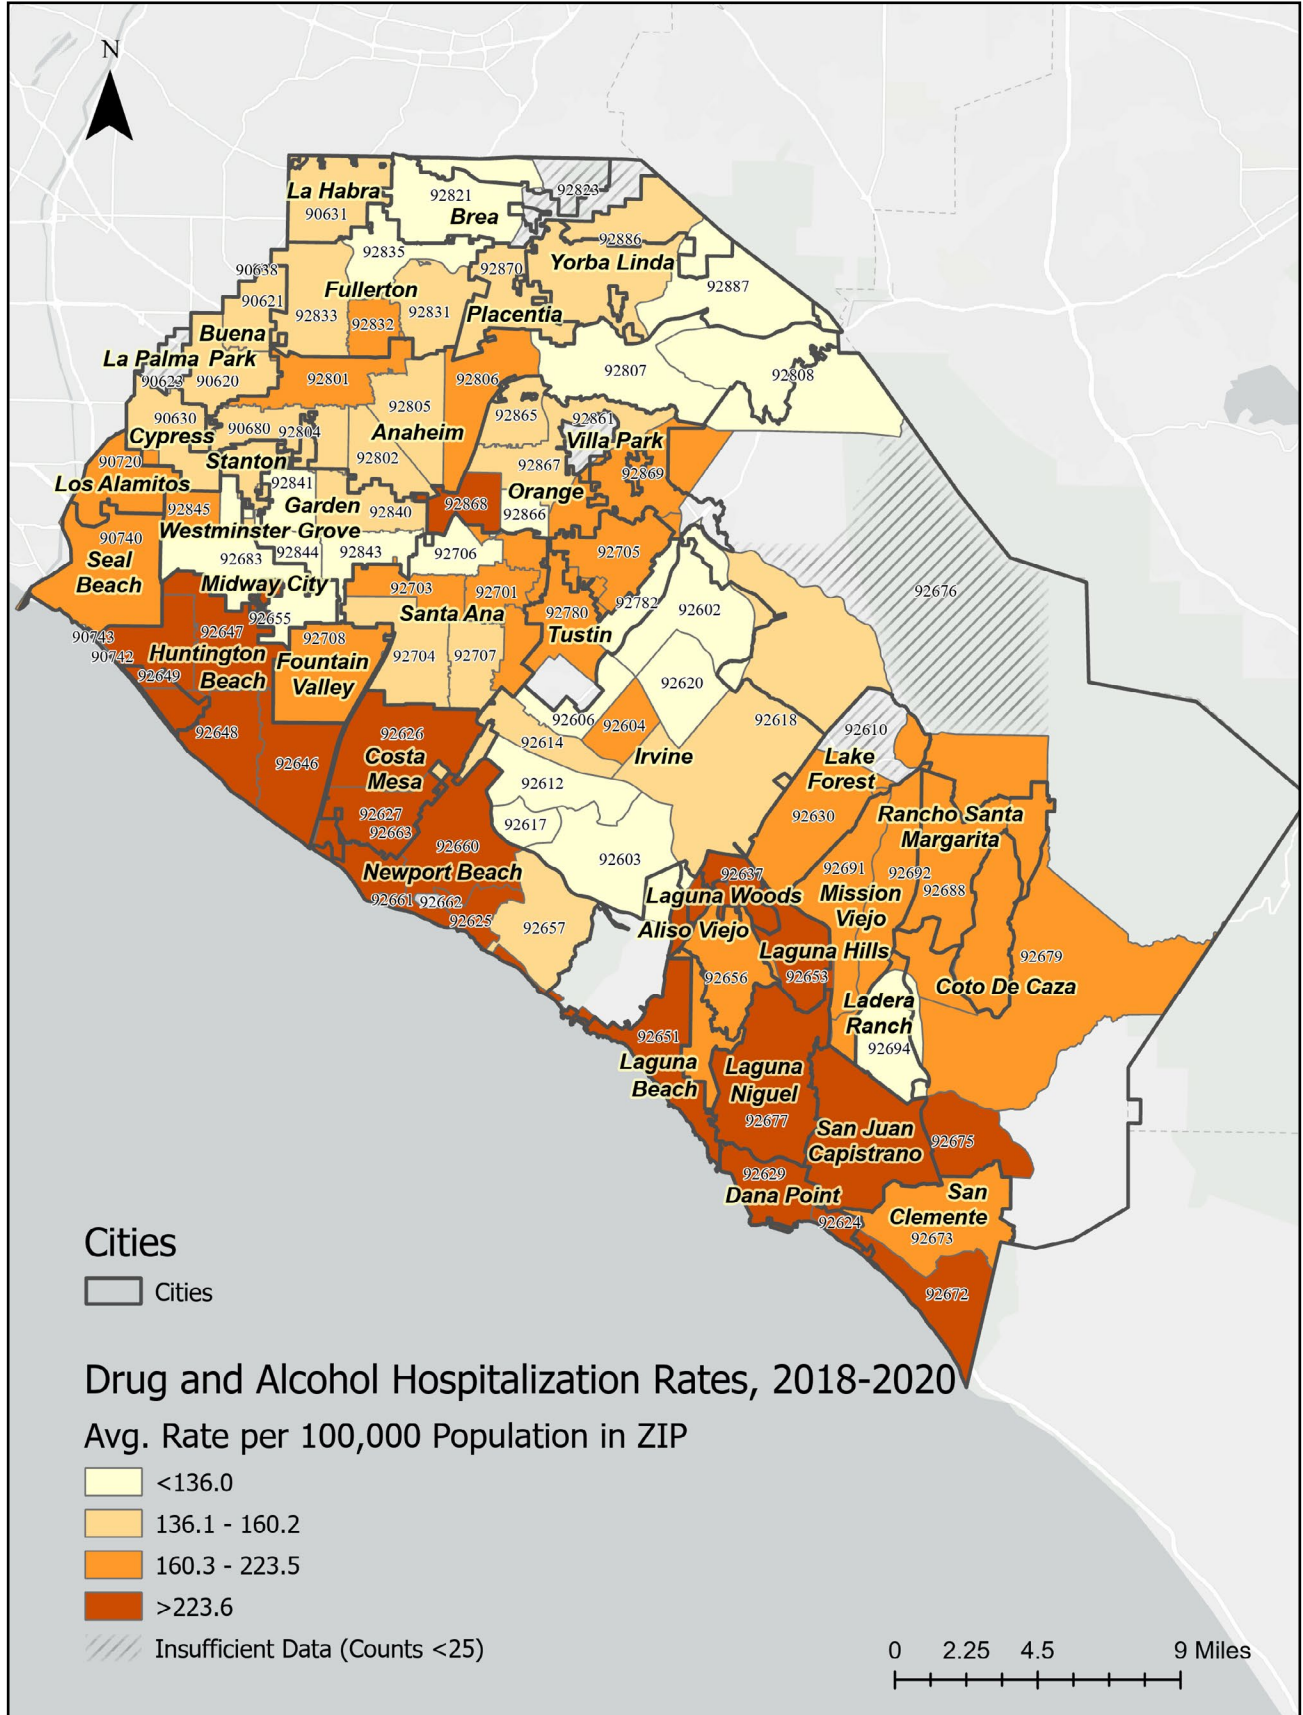 N
La Habra
90631
92821
Brea
92823
92835
92886
Yorba Linda
90638
92870
92887
Fullerton
90621
92833
92832
92831
Placentia
Buena
La Palma Park
90623
90620
92801
92806
92807
92808
92805
90630
92865
92861
Cypress
90680
92804
Anaheim
Villa Park
90720
Stanton
92802
92867
92869
Los Alamitos
92841
Orange
92845
Garden
92840
92868
92866
90740
Westminster Grove
Seal
Beach
92683
92844
92843
92706
92705
Midway City
92703
92701
92676
92655
Santa Ana
92780
92782
92602
90743
92647
92708
Tustin
90742
Huntington
Beach
Fountain
Valley
92704
92707
92649
92620
92648
92626
92606
92604
92618
92610
92646
Costa
Mesa
92614
Irvine
Lake
Forest
92612
92627
92617
92630
Rancho Santa
Margarita
92663
92660
92603
Newport Beach
92637
92691
92692
92688
Laguna Woods
Mission
Viejo
92661
92662
92625
92657
Aliso Viejo
Laguna Hills
92679
92656
92653
Coto De Caza
Ladera
Ranch
92651
92694
Laguna
Beach
Laguna
Niguel
92677
San Juan
Capistrano
92675
92629
Dana Point
San
Clemente
92624
92673
92672
Cities
Cities
Drug and Alcohol Hospitalization Rates, 2018-2020
Avg. Rate per 100,000 Population in ZIP
<136.0
136.1 - 160.2
160.3 - 223.5
>223.6
Insufficient Data (Counts <25)
0 2.25 4.5 9 Miles